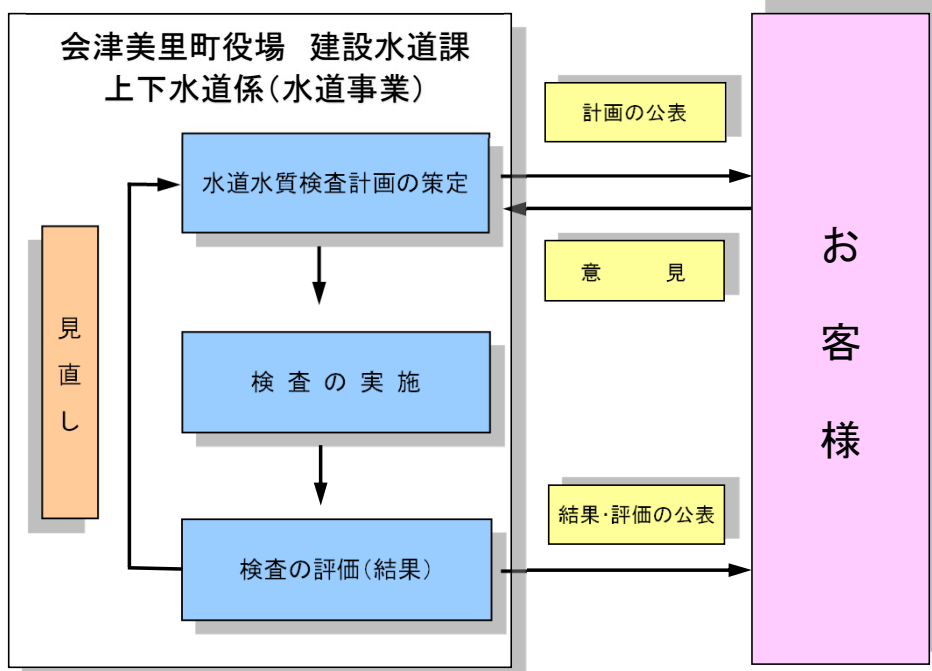 会津美里町役場　建設水道課
上下水道係(水道事業)
計画の公表
水道水質検査計画の策定
意　　　見
見直し
検 査 の 実 施
結果・評価の公表
検査の評価(結果)
お客様